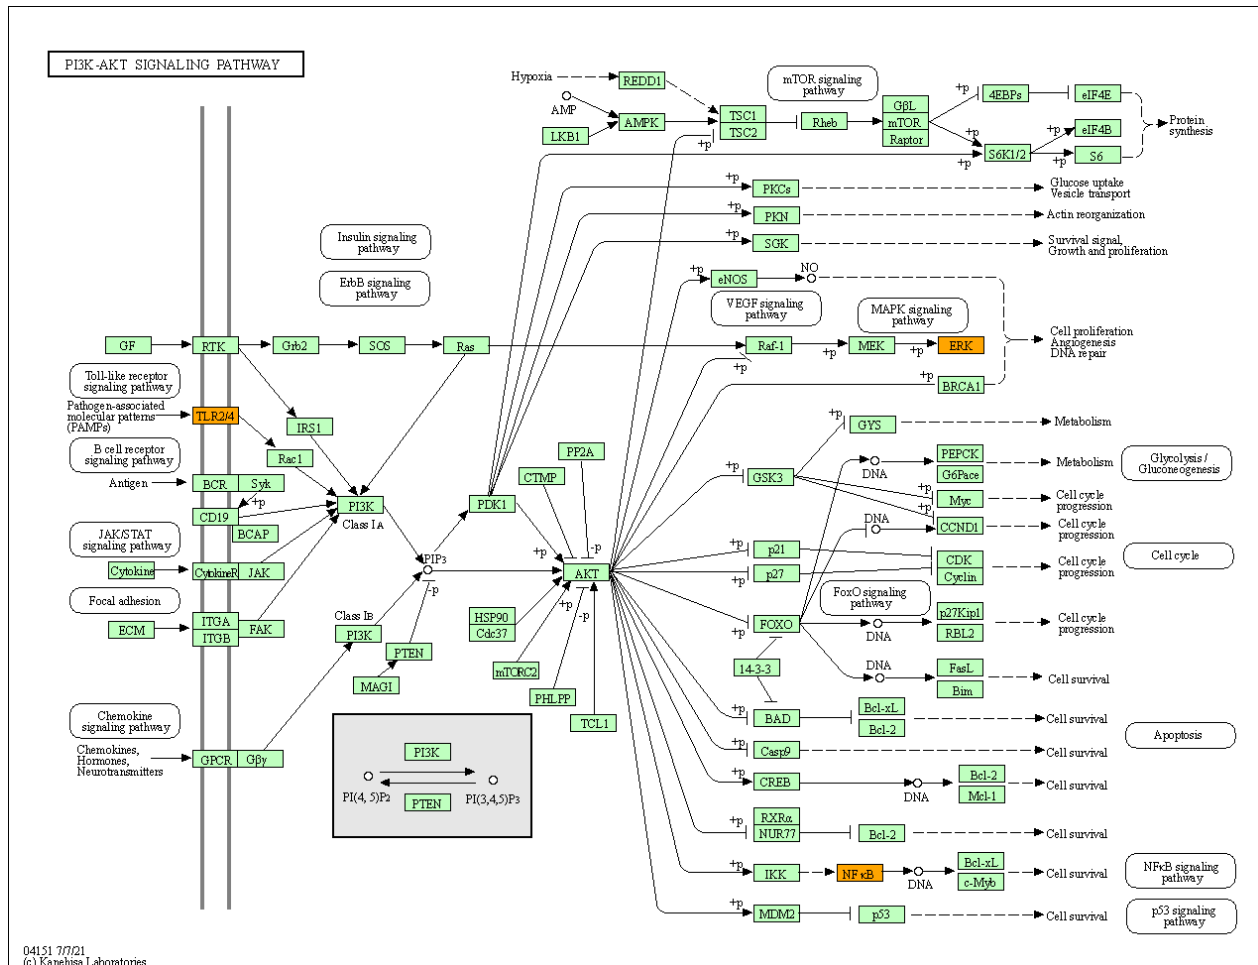 PI3K-AKT SIGNALING PATHWAY
Hypoxia
REDD1
mTOR signaling
pathway
AMP
LKB1
AMPK
TSC1
TSC2
+p
Rheb
GβL
mTOR
Raptor
+p
4EBPs
eIF4E
+p
+p
S6K1/2
+p
eIF4B
+p
S6
Protein
synthesis
+p
PKCs
Glucose uptake
Vesicle transport
+p
PKN
Actin reorganization
+p
SGK
Survival signal,
Growth and proliferation
Insulin signaling
pathway
ErbB signaling
pathway
+p
eNOS
NO
VEGF signaling
pathway
MAPK signaling
pathway
GF
RTK
Grb2
SOS
Ras
Raf-1
+p
MEK
+p
ERK
+p
BRCA1
Cell proliferation
Angiogenesis
DNA repair
Toll-like receptor
signaling pathway
Pathogen-associated
molecular patterns
(PAMPs)
TLR2/4
IRS1
Rac1
B cell receptor
signaling pathway
Antigen
BCR
Syk
+p
CD19
BCAP
PI3K
Class IA
PDK1
CTMP
PP2A
+p
-p
+p
GYS
Metabolism
GSK3
DNA
PEPCK
G6Pace
Metabolism
Glycolysis /
Gluconeogenesis
+p
Myc
Cell cycle
progression
+p
DNA
CCND1
Cell cycle
progression
JAK/STAT
signaling pathway
Cytokine
CytokineR
JAK
PIP3
-p
AKT
+p
-p
+p
p21
+p
p27
CDK
Cyclin
Cell cycle
progression
Cell cycle
Focal adhesion
ECM
ITGA
ITGB
FAK
Class IB
PI3K
PTEN
MAGI
HSP90
Cdc37
mTORC2
PHLPP
TCL1
FoxO signaling
pathway
+p
FOXO
DNA
p27Kip1
RBL2
Cell cycle
progression
14-3-3
DNA
FasL
Bim
Cell survival
Chemokine
signaling pathway
Chemokines,
Hormones,
Neurotransmitters
GPCR
Gβγ
PI3K
PI(4, 5)P2
PTEN
PI(3,4,5)P3
+p
BAD
Bcl-xL
Bcl-2
Cell survival
Apoptosis
+p
Casp9
Cell survival
+p
CREB
DNA
Bcl-2
Mcl-1
Cell survival
+p
RXRα
NUR77
Bcl-2
Cell survival
+p
IKK
NFκB
DNA
Bcl-xL
c-Myb
Cell survival
NFκB signaling
pathway
+p
MDM2
p53
Cell survival
p53 signaling
pathway
04151 7/7/21
(c) Kanehisa Laboratories